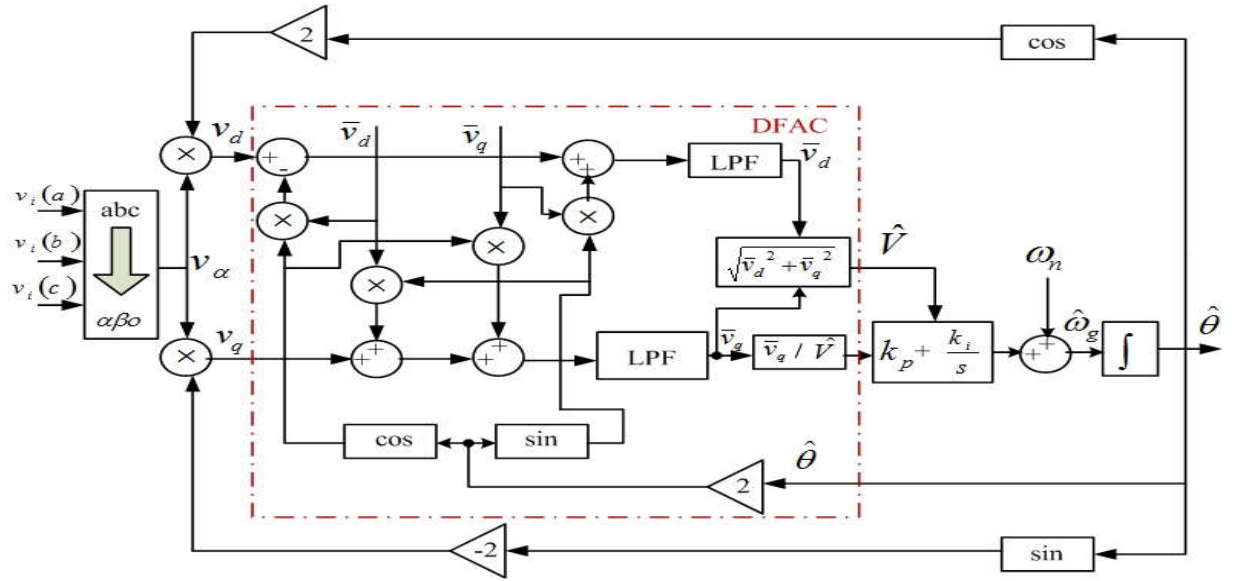 2
cos
DFAC
v_d
v̄_d
v̄_q
× + - + +
LPF
v̄_d
v_i(a)
abc
v_i(b)
v_α
v_i(c)
αβo
×
×
×
×
√(v̄_d² + v̄_q²)
V̂
ω_n
×
v_q
+ +
+ +
LPF
v̄_q
v̄_q / V̂
k_p + k_i/s
+ +
ω̂_g
∫
θ̂
cos
sin
θ̂
2
-2
sin